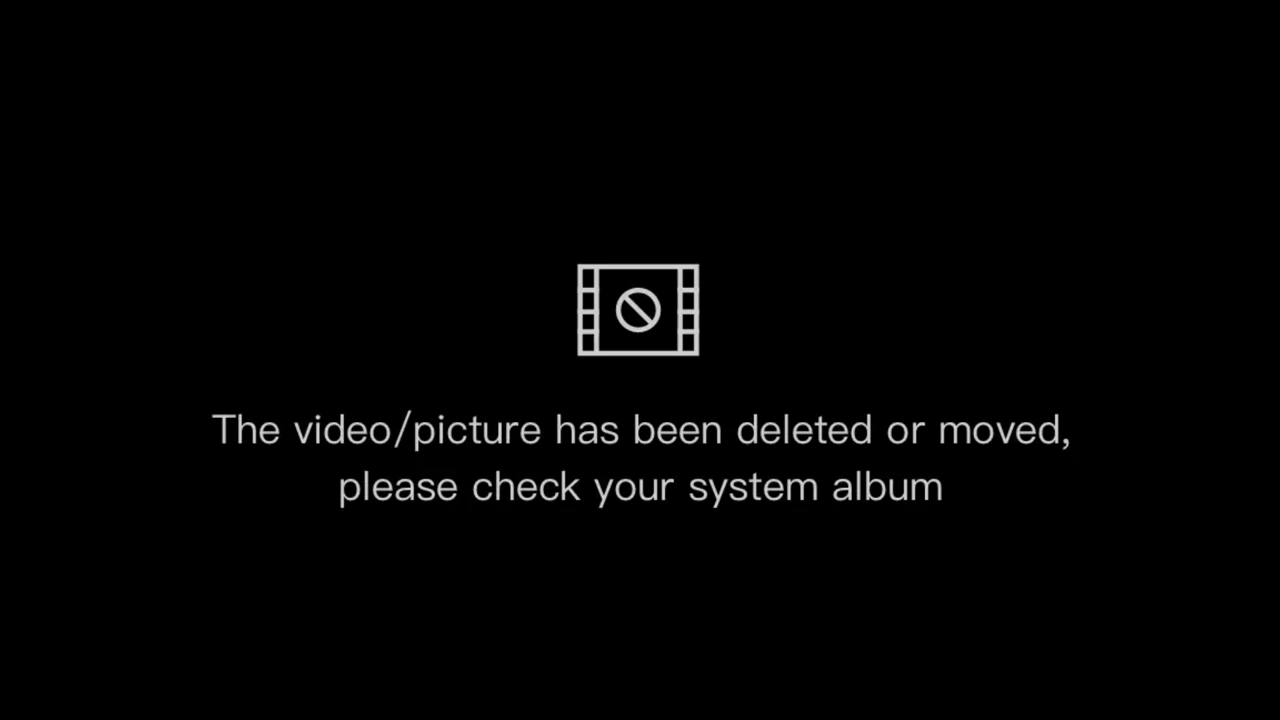 The video/picture has been deleted or moved,
please check your system album